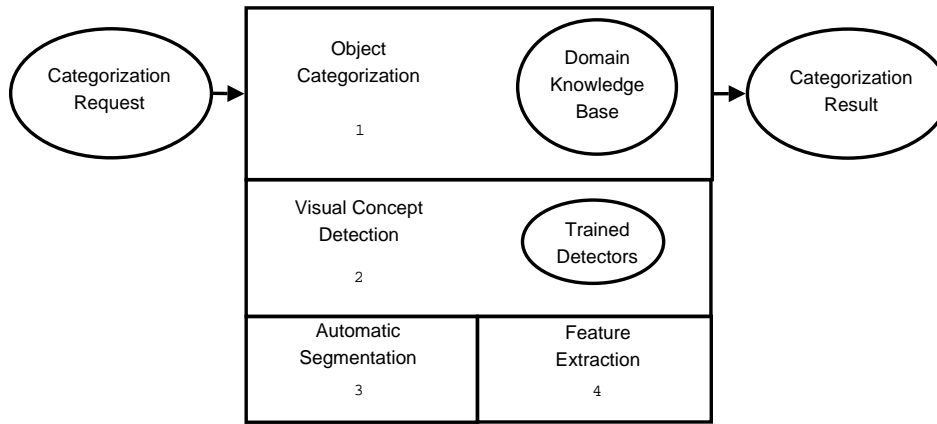 Categorization
Request
Object
Categorization
1
Domain
Knowledge
Base
Categorization
Result
Visual Concept
Detection
2
Trained
Detectors
Automatic
Segmentation
3
Feature
Extraction
4